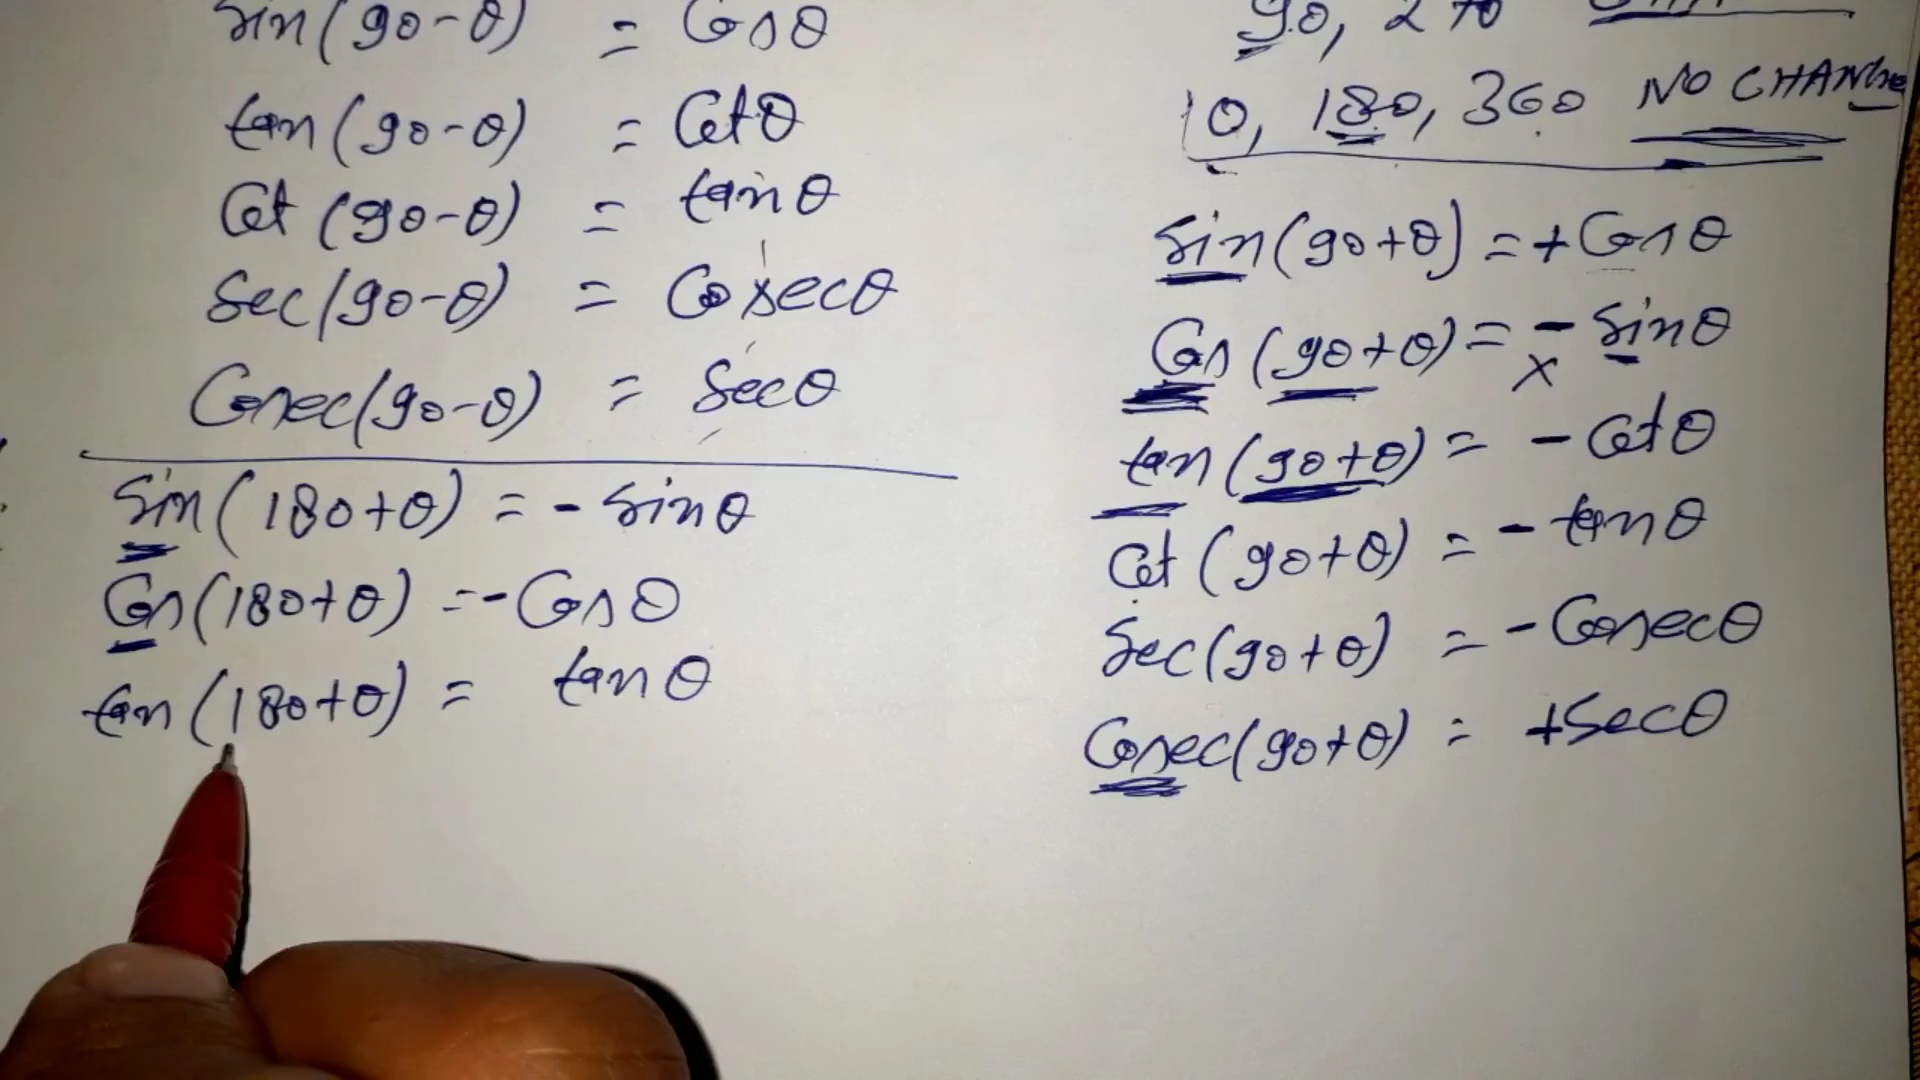 sin(90-θ) = Cosθ
tan(90-θ) = Cotθ
Cot(90-θ) = tanθ
Sec(90-θ) = Cosecθ
Cosec(90-θ) = Secθ
Sin(180+θ) = - Sinθ
Cos(180+θ) = -Cosθ
tan(180+θ) = tanθ
90, 270
0, 180, 360 NO CHANGE
Sin(90+θ) = +Cosθ
Cos(90+θ) = - Sinθ
x
tan(90+θ) = - Cotθ
Cot(90+θ) = - tanθ
Sec(90+θ) = - Cosecθ
Cosec(90+θ) = +Secθ